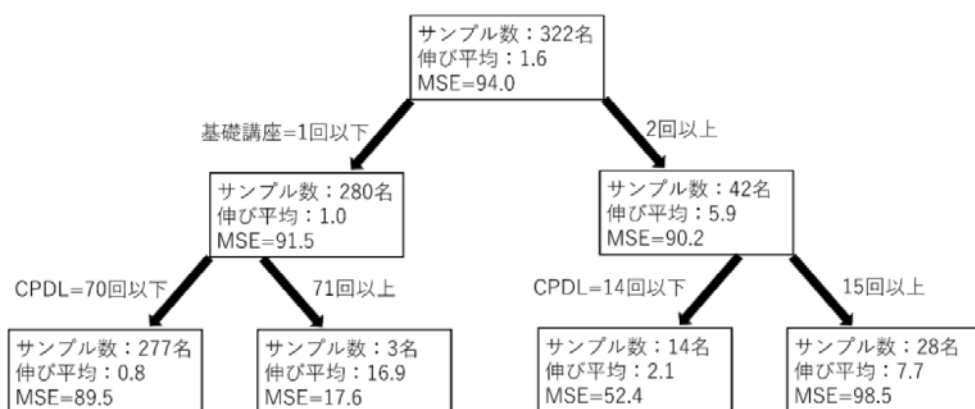 サンプル数：322名
伸び平均：1.6
MSE=94.0
基礎講座=1回以下
2回以上
サンプル数：280名
伸び平均：1.0
MSE=91.5
サンプル数：42名
伸び平均：5.9
MSE=90.2
CPDL=70回以下
71回以上
CPDL=14回以下
15回以上
サンプル数：277名
伸び平均：0.8
MSE=89.5
サンプル数：3名
伸び平均：16.9
MSE=17.6
サンプル数：14名
伸び平均：2.1
MSE=52.4
サンプル数：28名
伸び平均：7.7
MSE=98.5